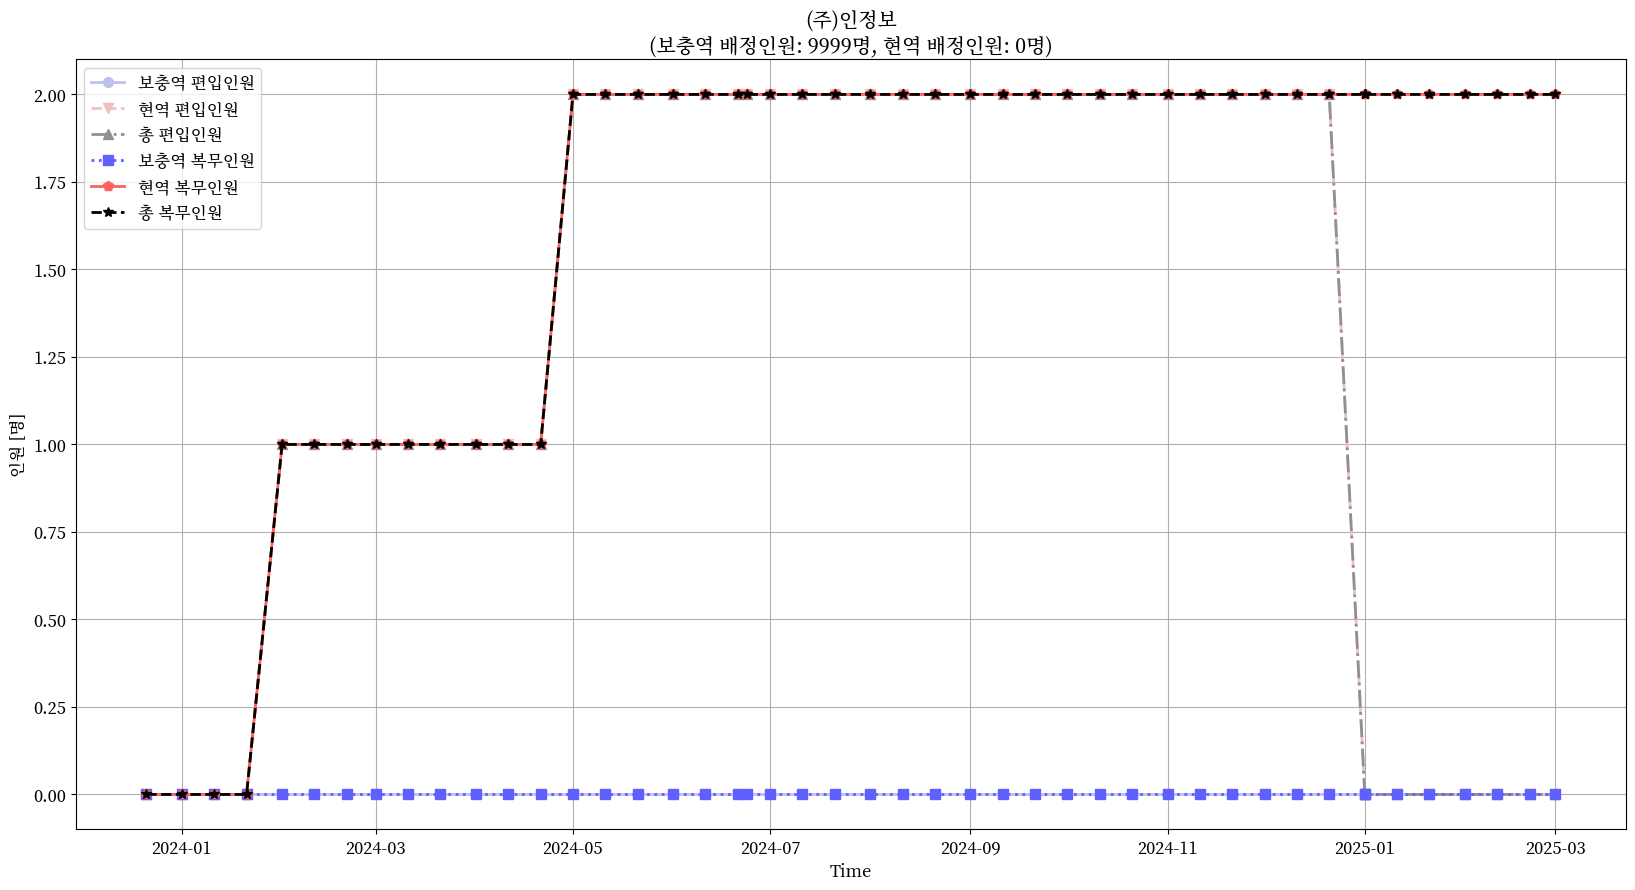 (주)인정보
(보충역 배정인원: 9999명, 현역 배정인원: 0명)
보충역 편입인원
현역 편입인원
총 편입인원
보충역 복무인원
현역 복무인원
총 복무인원
2.00
1.75
1.50
1.25
1.00
0.75
0.50
0.25
0.00
인원 [명]
2024-01
2024-03
2024-05
2024-07
2024-09
2024-11
2025-01
2025-03
Time